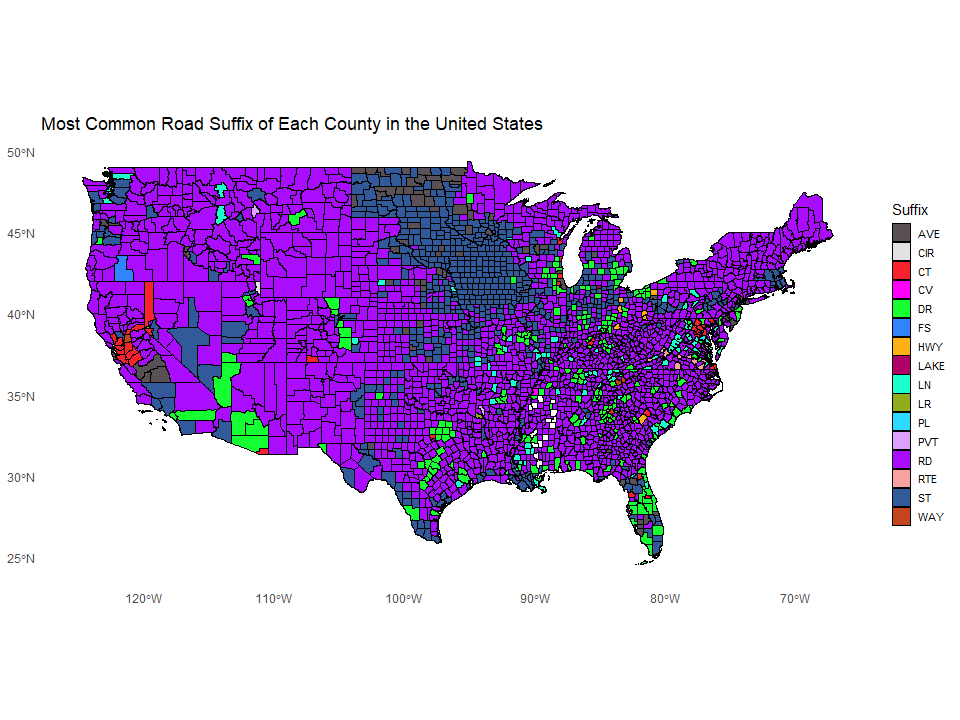 Most Common Road Suffix of Each County in the United States
50°N
45°N
40°N
35°N
30°N
25°N
120°W
110°W
100°W
90°W
80°W
70°W
Suffix
AVE
CIR
CT
CV
DR
FS
HWY
LAKE
LN
LR
PL
PVT
RD
RTE
ST
WAY